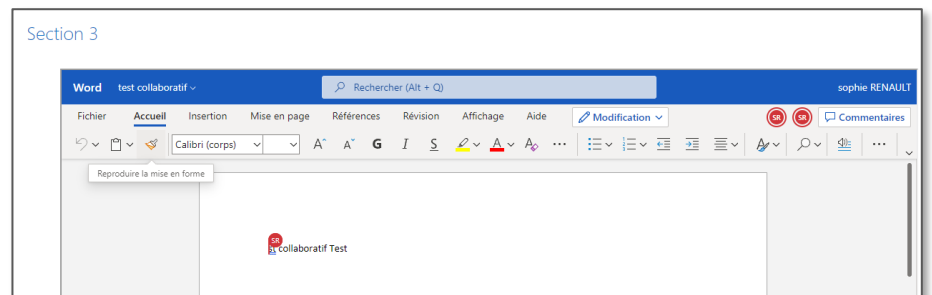 Section 3
Word test collaboratif
Rechercher (Alt + Q)
sophie RENAULT
Fichier Accueil Insertion Mise en page Références Révision Affichage Aide Modification SR SR Commentaires
Calibri (corps) A A G I S A A
Reproduire la mise en forme
SR
st collaboratif Test